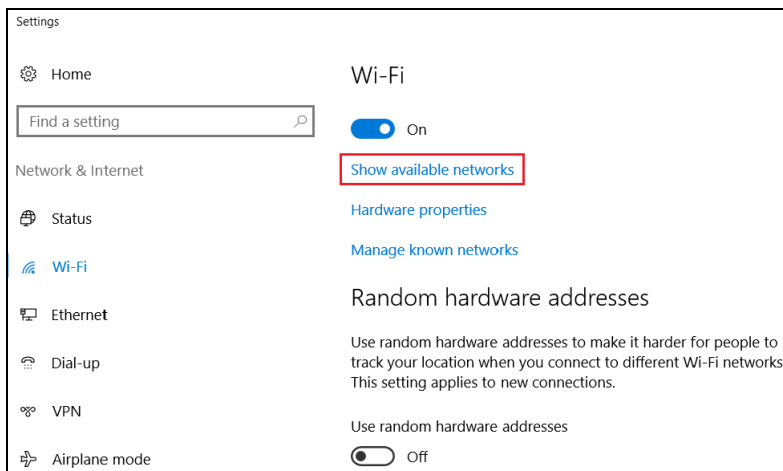 Settings
Home
Find a setting
Network & Internet
Status
Wi-Fi
Ethernet
Dial-up
VPN
Airplane mode
Wi-Fi
On
Show available networks
Hardware properties
Manage known networks
Random hardware addresses
Use random hardware addresses to make it harder for people to
track your location when you connect to different Wi-Fi networks
This setting applies to new connections.
Use random hardware addresses
Off